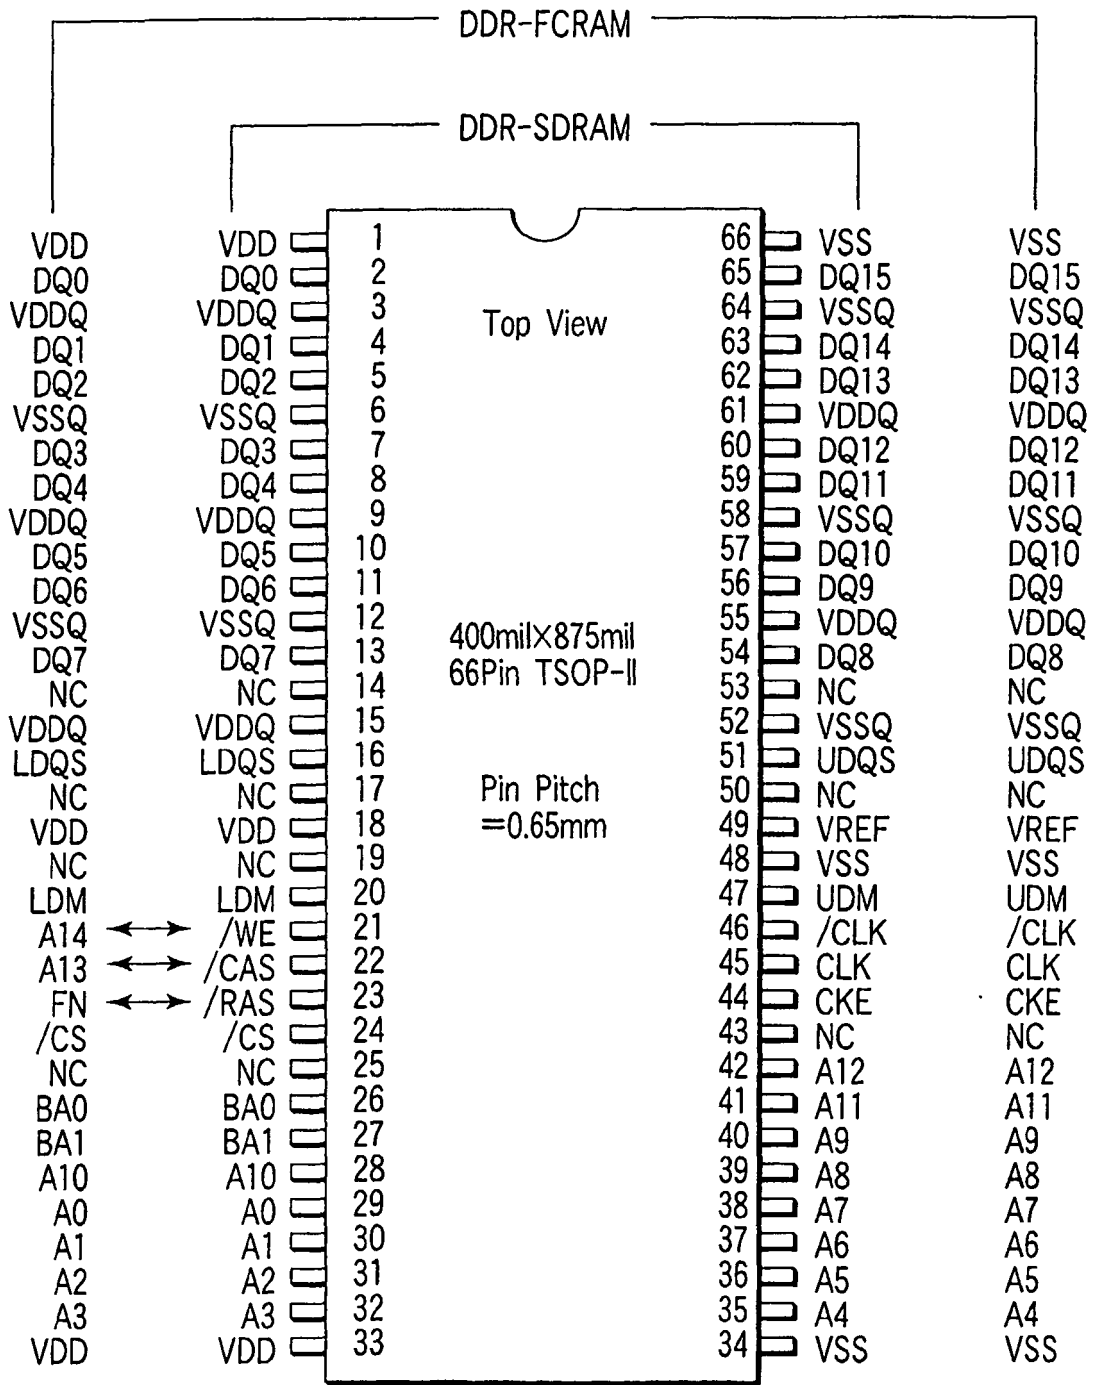 DDR-FCRAM
DDR-SDRAM
VDD VDD 1 66 VSS VSS
DQ0 DQ0 2 65 DQ15 DQ15
VDDQ VDDQ 3 64 VSSQ VSSQ
Top View
DQ1 DQ1 4 63 DQ14 DQ14
DQ2 DQ2 5 62 DQ13 DQ13
VSSQ VSSQ 6 61 VDDQ VDDQ
DQ3 DQ3 7 60 DQ12 DQ12
DQ4 DQ4 8 59 DQ11 DQ11
VDDQ VDDQ 9 58 VSSQ VSSQ
DQ5 DQ5 10 57 DQ10 DQ10
DQ6 DQ6 11 56 DQ9 DQ9
VSSQ VSSQ 12 55 VDDQ VDDQ
400mil×875mil
DQ7 DQ7 13 54 DQ8 DQ8
66Pin TSOP-II
NC NC 14 53 NC NC
VDDQ VDDQ 15 52 VSSQ VSSQ
LDQS LDQS 16 51 UDQS UDQS
NC NC 17 Pin Pitch 50 NC NC
VDD VDD 18 =0.65mm 49 VREF VREF
NC NC 19 48 VSS VSS
LDM LDM 20 47 UDM UDM
A14 ↔ /WE 21 46 /CLK /CLK
A13 ↔ /CAS 22 45 CLK CLK
FN ↔ /RAS 23 44 CKE CKE
/CS /CS 24 43 NC NC
NC NC 25 42 A12 A12
BA0 BA0 26 41 A11 A11
BA1 BA1 27 40 A9 A9
A10 A10 28 39 A8 A8
A0 A0 29 38 A7 A7
A1 A1 30 37 A6 A6
A2 A2 31 36 A5 A5
A3 A3 32 35 A4 A4
VDD VDD 33 34 VSS VSS